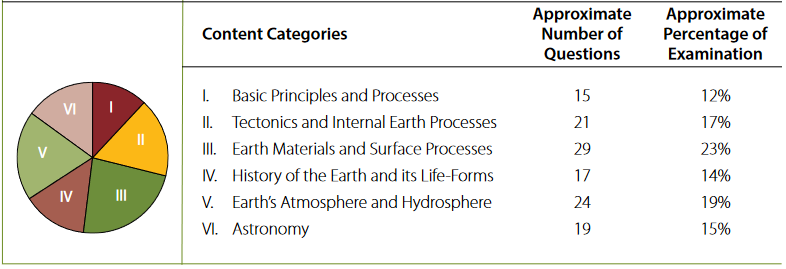 Content Categories
Approximate Number of Questions
Approximate Percentage of Examination
I. Basic Principles and Processes 15 12%
II. Tectonics and Internal Earth Processes 21 17%
III. Earth Materials and Surface Processes 29 23%
IV. History of the Earth and its Life-Forms 17 14%
V. Earth's Atmosphere and Hydrosphere 24 19%
VI. Astronomy 19 15%
I
II
III
IV
V
VI